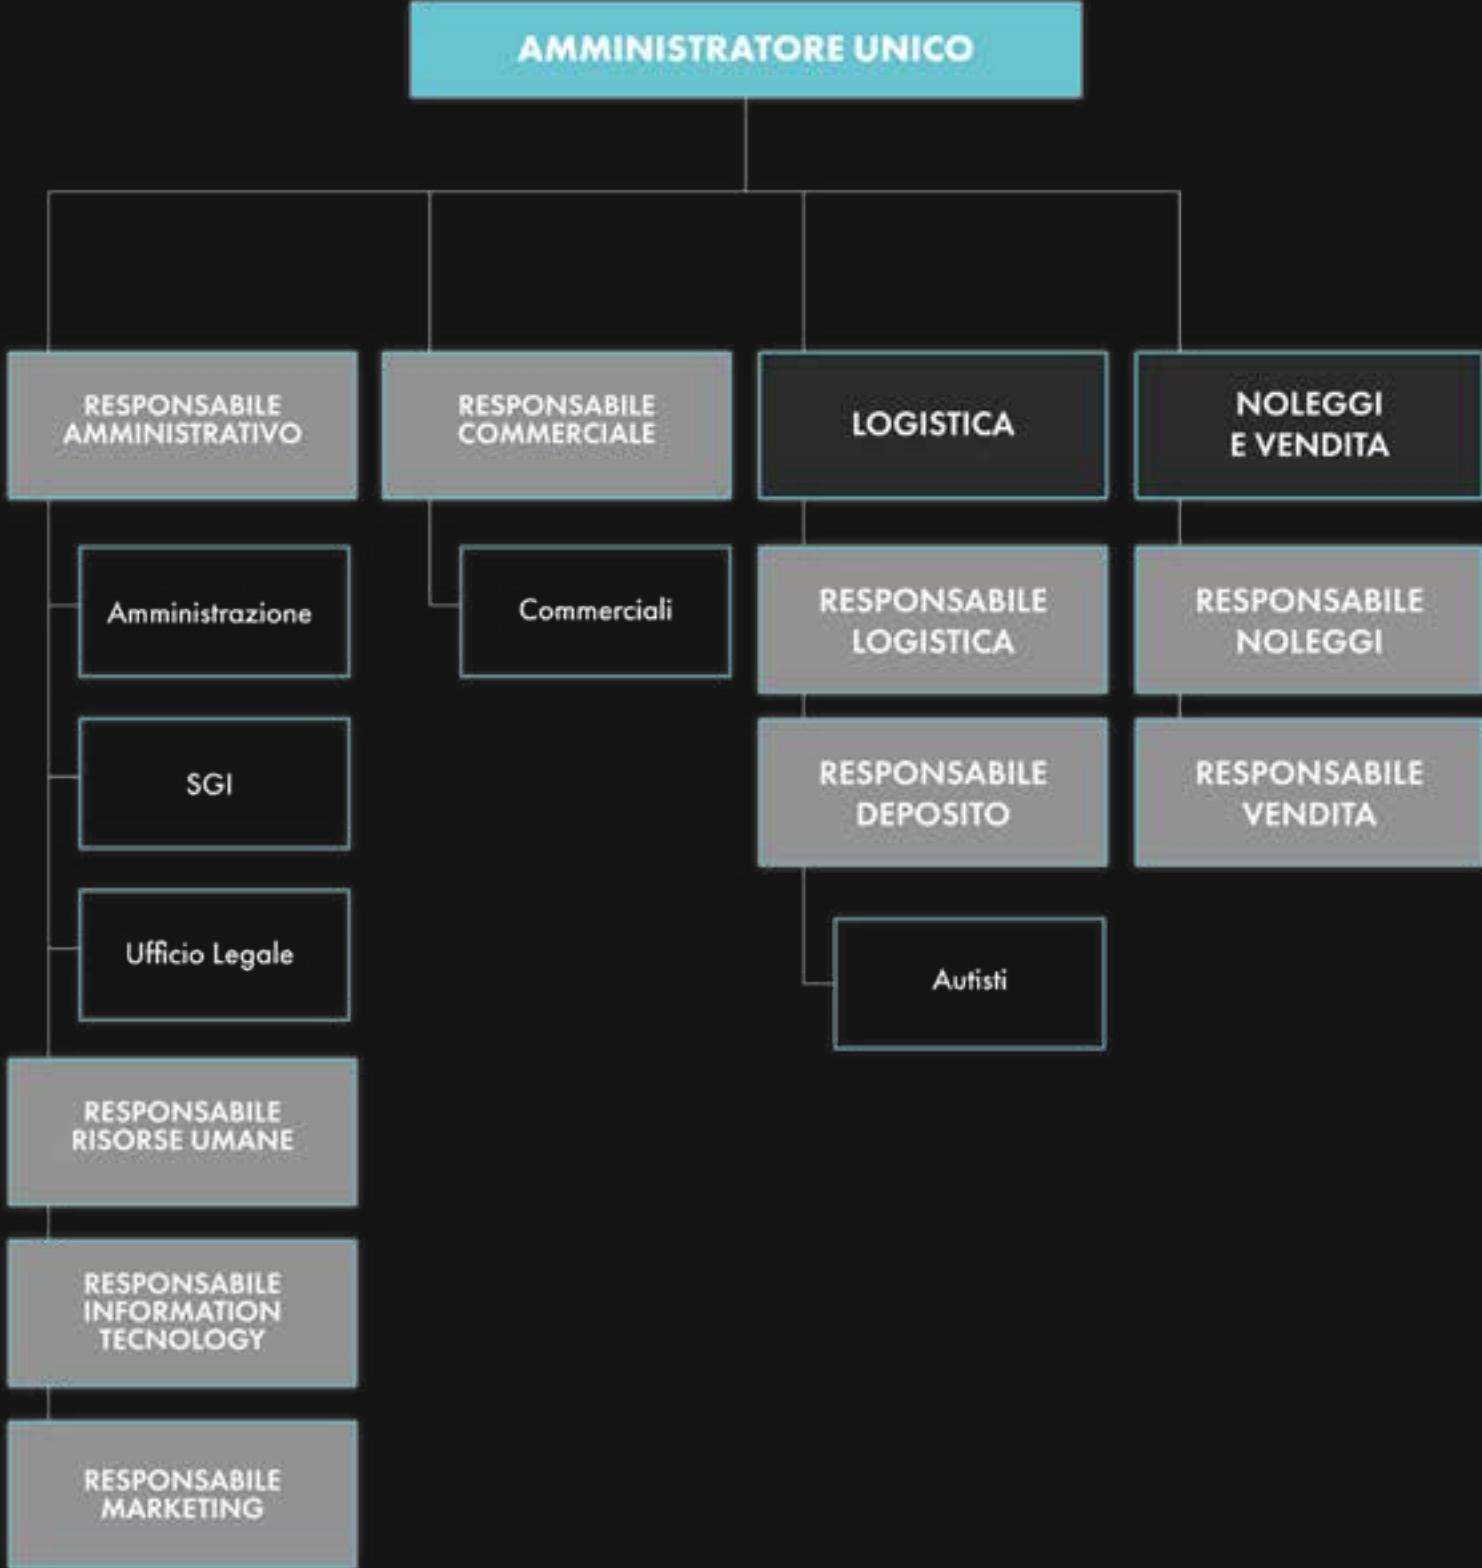 AMMINISTRATORE UNICO
RESPONSABILE
AMMINISTRATIVO
RESPONSABILE
COMMERCIALE
LOGISTICA
NOLEGGI
E VENDITA
Amministrazione
Commerciali
RESPONSABILE
LOGISTICA
RESPONSABILE
NOLEGGI
SGI
RESPONSABILE
DEPOSITO
RESPONSABILE
VENDITA
Ufficio Legale
Autisti
RESPONSABILE
RISORSE UMANE
RESPONSABILE
INFORMATION
TECNOLOGY
RESPONSABILE
MARKETING